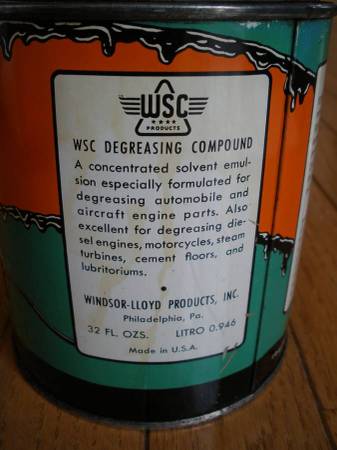 WSC
PRODUCTS
WSC DEGREASING COMPOUND
A concentrated solvent emul-
sion especially formulated for
degreasing automobile and
aircraft engine parts. Also
excellent for degreasing die-
sel engines, motorcycles, steam
turbines, cement floors, and
lubritoriums.
WINDSOR-LLOYD PRODUCTS, INC.
Philadelphia, Pa.
32 FL. OZS. LITRO 0.946
Made in U.S.A.